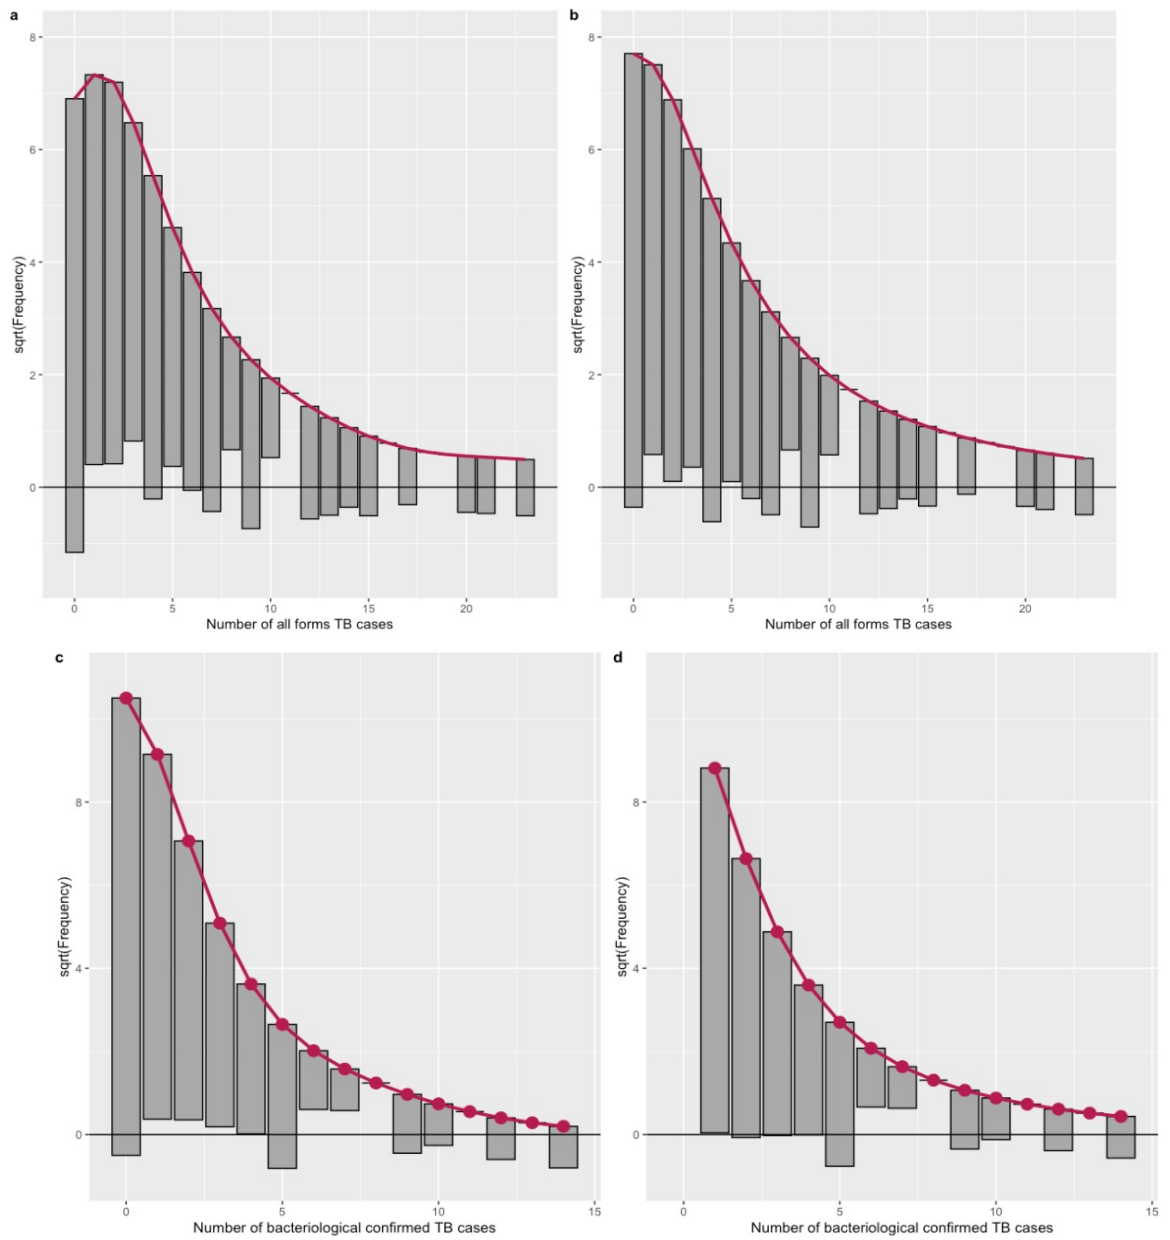 a
8
6
4
2
0
sqrt(Frequency)
0 5 10 15 20
Number of all forms TB cases
b
8
6
4
2
0
sqrt(Frequency)
0 5 10 15 20
Number of all forms TB cases
c
8
4
0
sqrt(Frequency)
0 5 10 15
Number of bacteriological confirmed TB cases
d
8
4
0
sqrt(Frequency)
0 5 10 15
Number of bacteriological confirmed TB cases